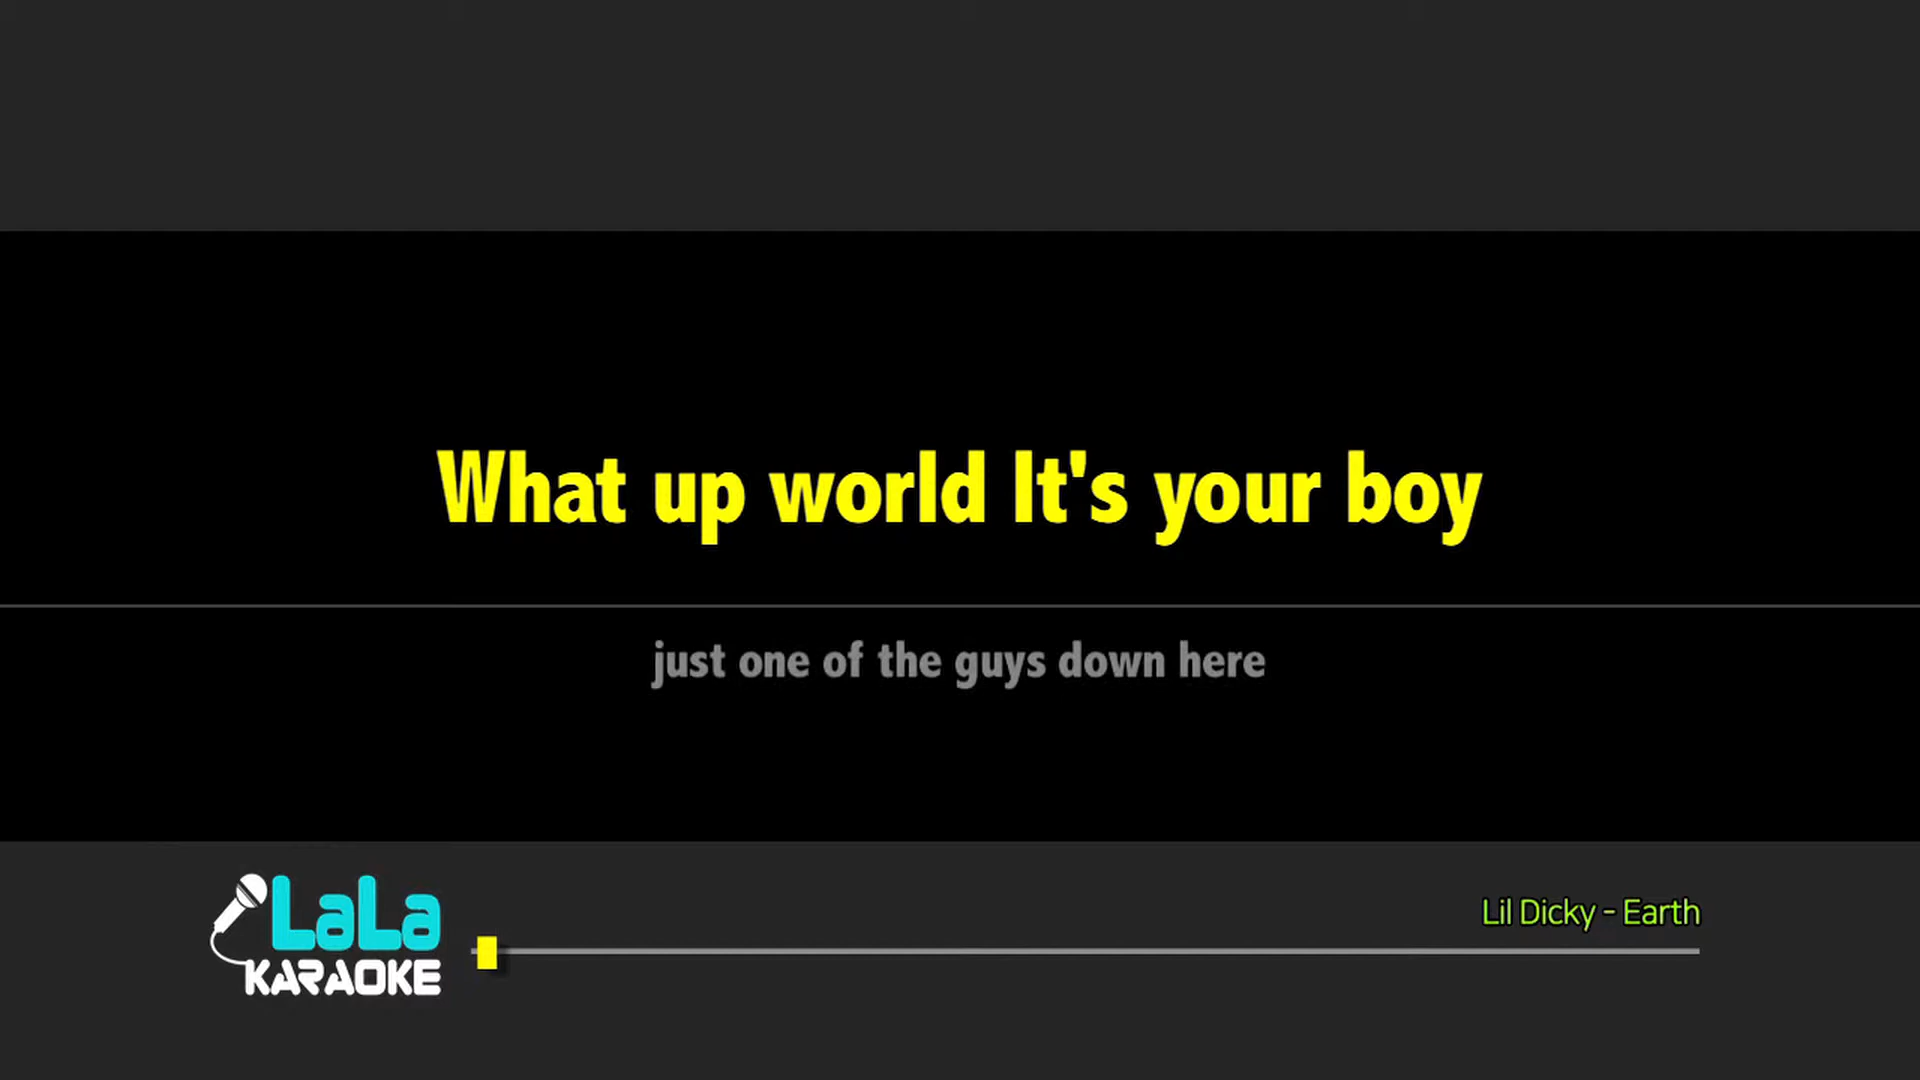 What up world It's your boy
just one of the guys down here
Lil Dicky - Earth
LaLa
KARAOKE